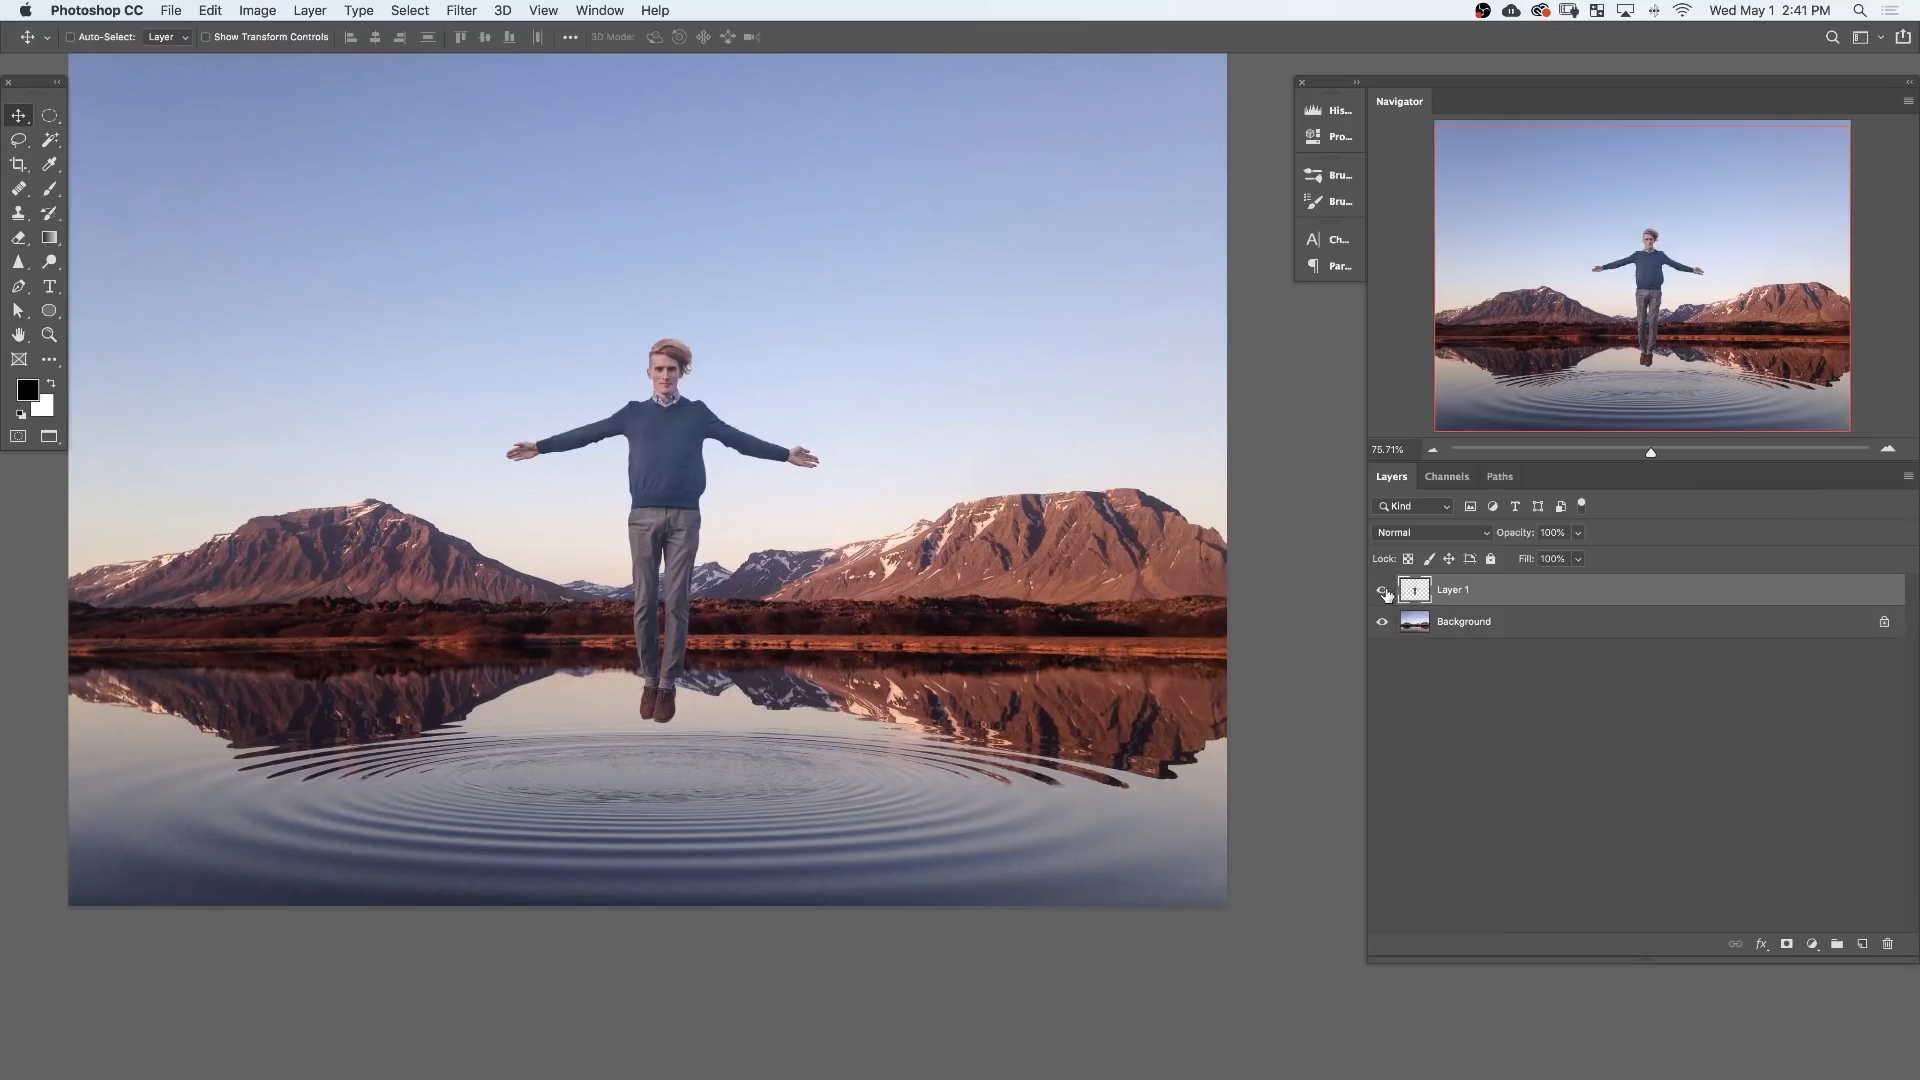 Photoshop CC File Edit Image Layer Type Select Filter 3D View Window Help Wed May 1 2:41 PM
Auto-Select: Layer Show Transform Controls 3D Mode:
His...
Pro...
Bru...
Bru...
Ch...
Par...
Navigator
75.71%
Layers Channels Paths
Kind
Normal Opacity: 100%
Lock: Fill: 100%
Layer 1
Background
fx